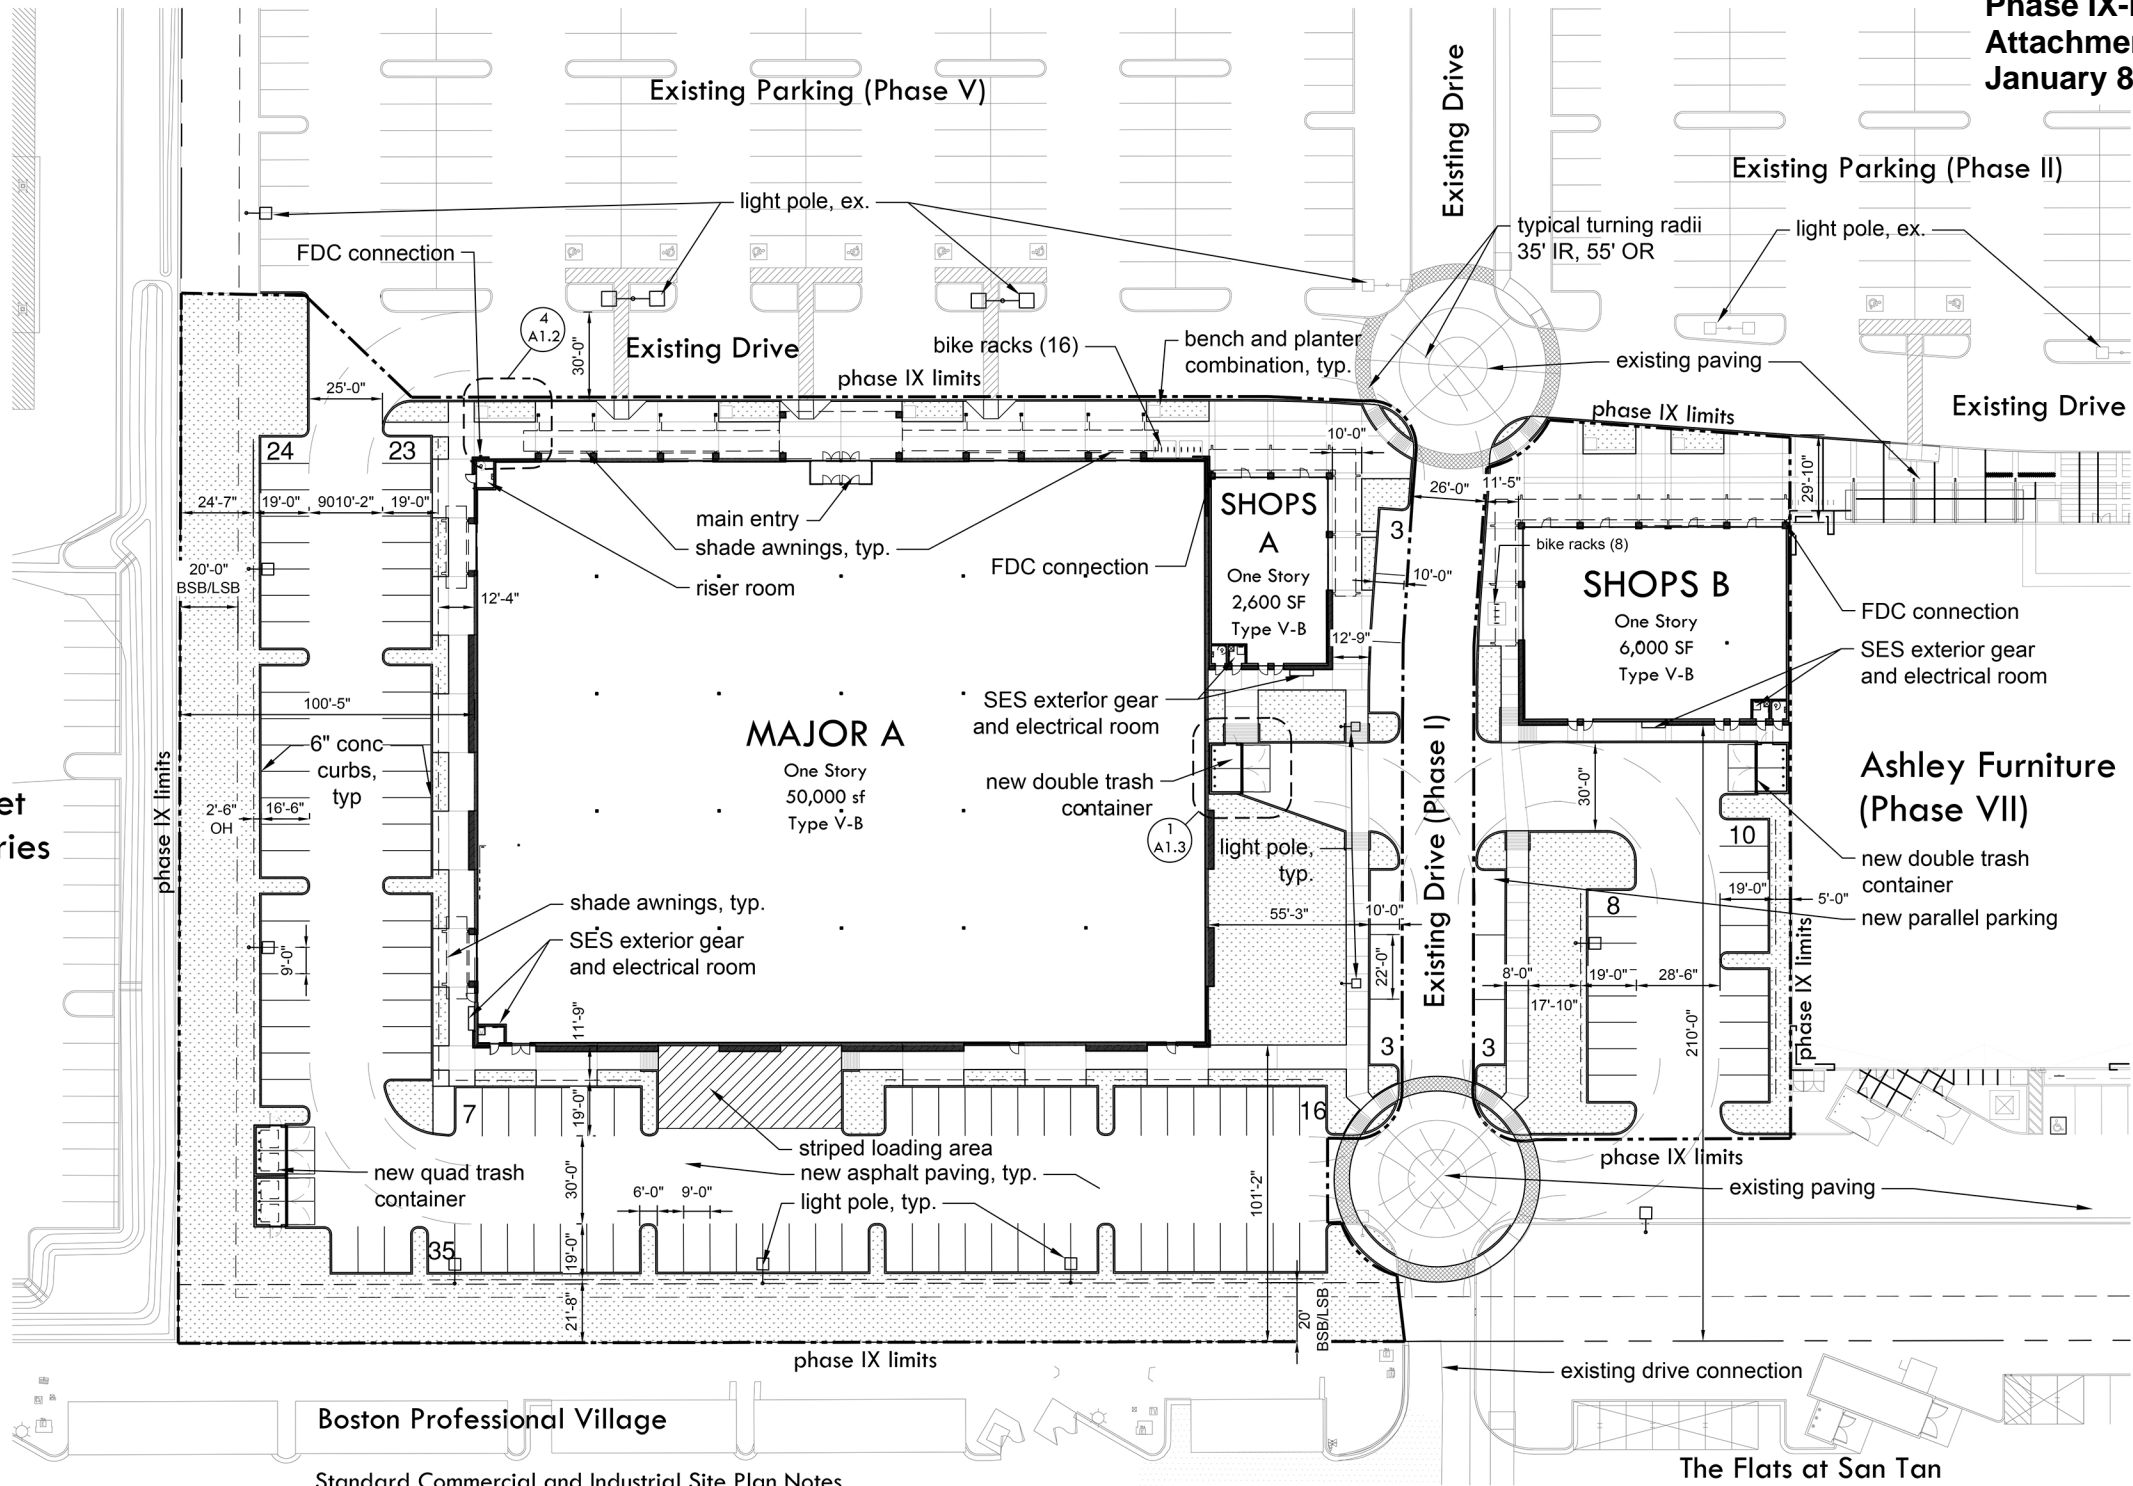 Phase IX-
Attachme
January 8
Existing Parking (Phase V)
Existing Drive
Existing Parking (Phase II)
light pole, ex.
typical turning radii
35' IR, 55' OR
light pole, ex.
FDC connection
4
A1.2
30'-0"
Existing Drive
bike racks (16)
bench and planter
combination, typ.
existing paving
phase IX limits
25'-0"
phase IX limits
Existing Drive
24
23
10'-0"
29'-10"
24'-7"
19'-0"
9010'-2"
19'-0"
26'-0"
11'-5"
main entry
shade awnings, typ.
riser room
FDC connection
SHOPS
A
One Story
2,600 SF
Type V-B
3
10'-0"
12'-9"
bike racks (8)
SHOPS B
One Story
6,000 SF
Type V-B
FDC connection
SES exterior gear
and electrical room
20'-0"
BSB/LSB
12'-4"
100'-5"
SES exterior gear
and electrical room
MAJOR A
One Story
50,000 sf
Type V-B
6" conc
curbs,
typ
new double trash
container
1
A1.3
light pole,
typ.
Existing Drive (Phase I)
30'-0"
Ashley Furniture
(Phase VII)
et
ries
phase IX limits
2'-6"
OH
16'-6"
10
new double trash
container
19'-0"
5'-0"
new parallel parking
8
shade awnings, typ.
SES exterior gear
and electrical room
55'-3"
10'-0"
22'-0"
9'-0"
8'-0"
17'-10"
19'-0"
28'-6"
210'-0"
phase IX limits
11'-9"
3
3
7
16
19'-0"
striped loading area
new asphalt paving, typ.
light pole, typ.
new quad trash
container
30'-0"
6'-0"
9'-0"
101'-2"
phase IX limits
existing paving
35
19'-0"
21'-8"
20'
BSB/LSB
phase IX limits
existing drive connection
Boston Professional Village
The Flats at San Tan
Standard Commercial and Industrial Site Plan Notes